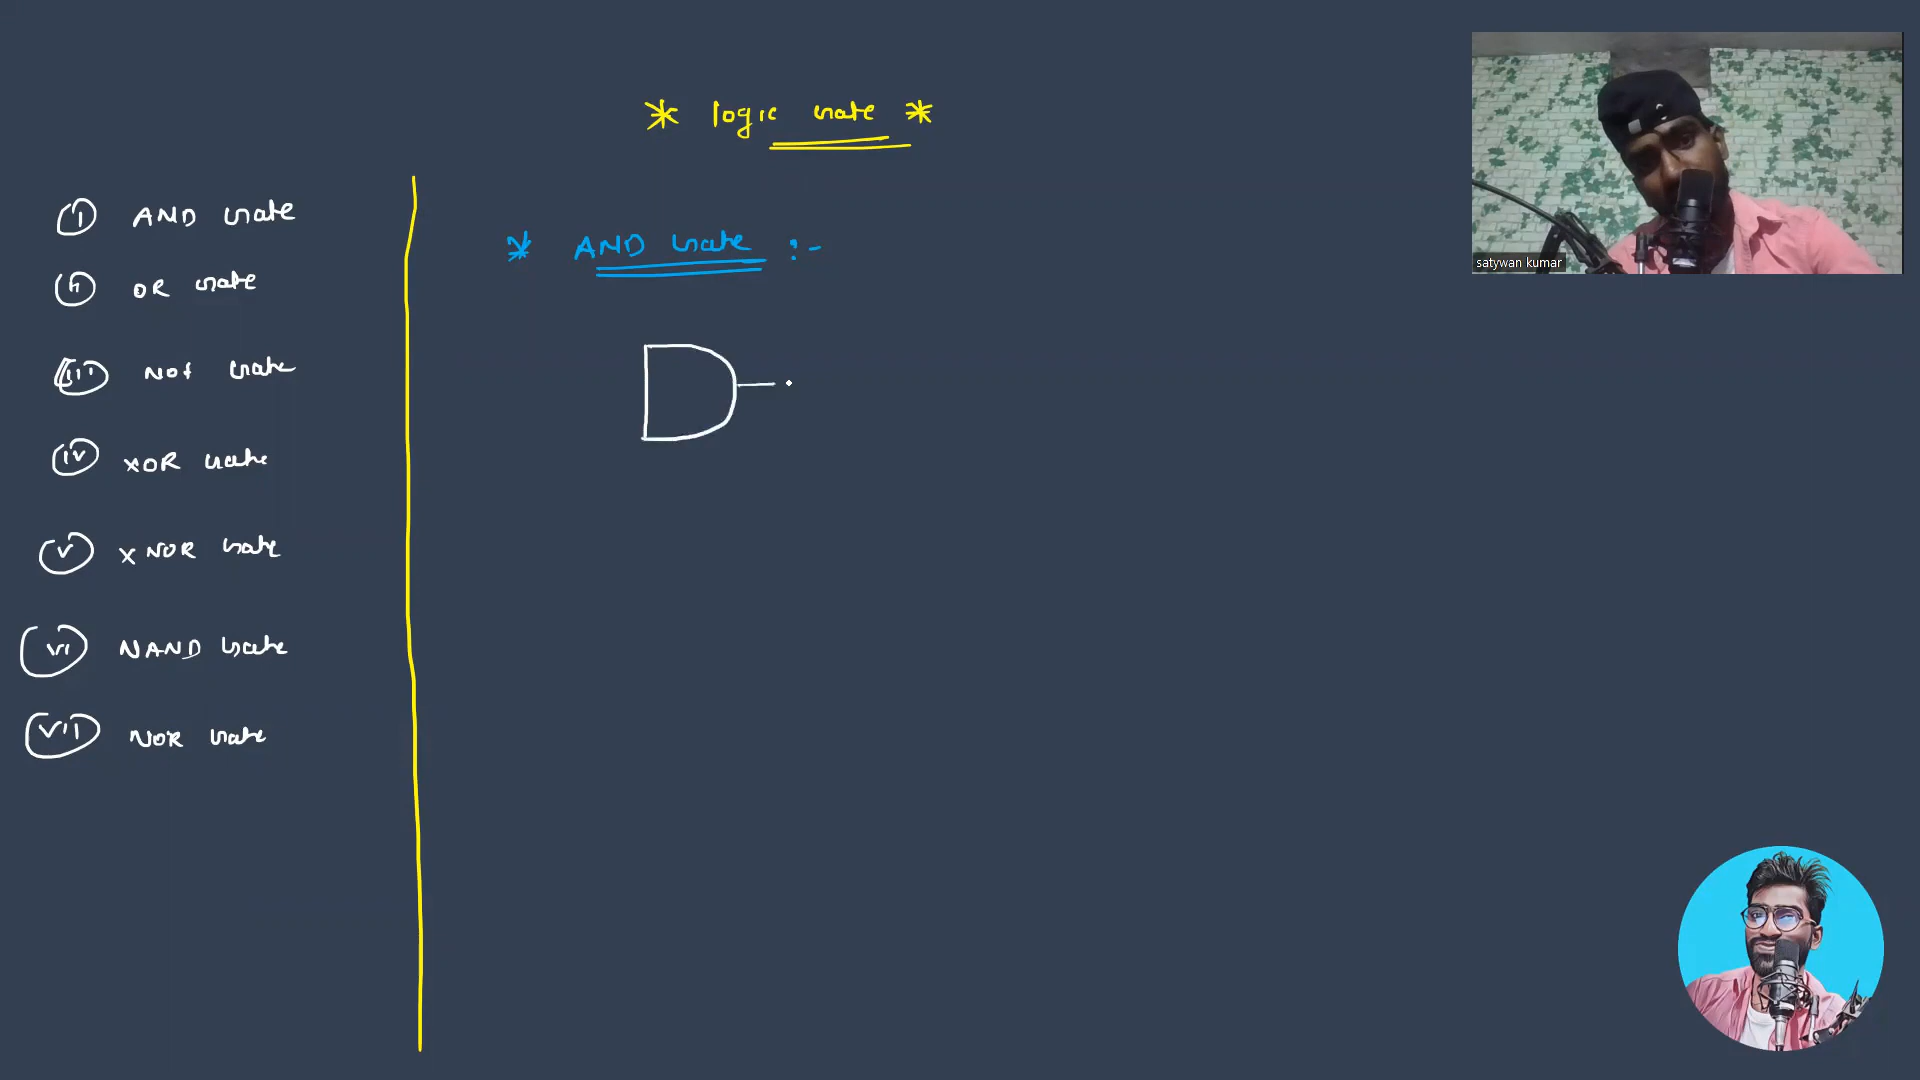 * logic Gate *
① AND Gate
ii OR Gate
iii Not Gate
iv XOR Gate
v XNOR Gate
vi NAND Gate
vii NOR Gate
* AND Gate :-
satywan kumar